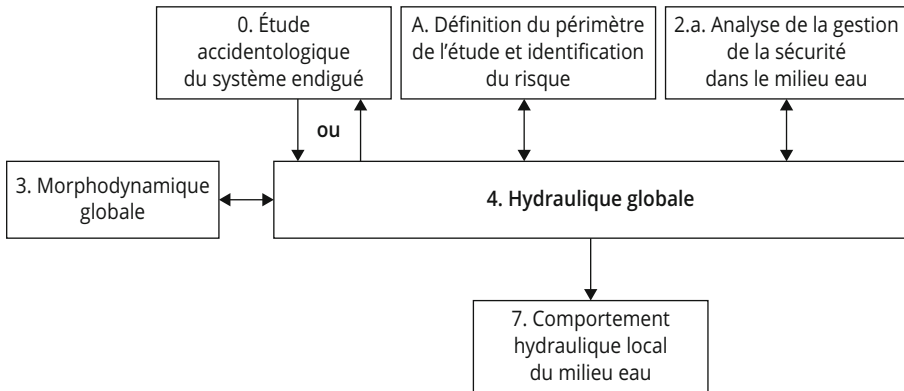 0. Étude
accidentologique
du système endigué
A. Définition du périmètre
de l'étude et identification
du risque
2.a. Analyse de la gestion
de la sécurité
dans le milieu eau
ou
3. Morphodynamique
globale
4. Hydraulique globale
7. Comportement
hydraulique local
du milieu eau